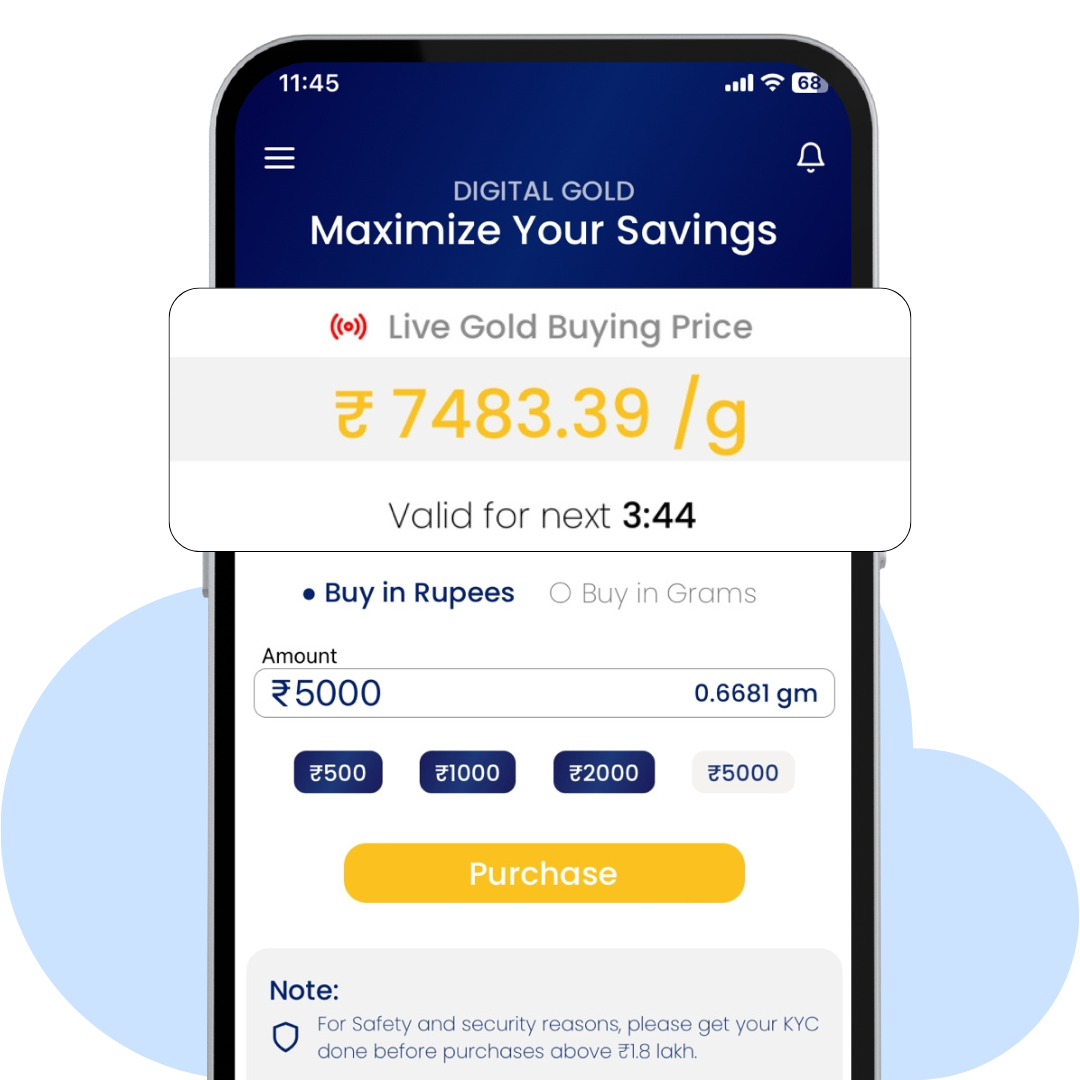 11:45
68
DIGITAL GOLD
Maximize Your Savings
Live Gold Buying Price
₹ 7483.39 /g
Valid for next 3:44
Buy in Rupees Buy in Grams
Amount
₹5000 0.6681 gm
₹500 ₹1000 ₹2000 ₹5000
Purchase
Note:
For Safety and security reasons, please get your KYC
done before purchases above ₹1.8 lakh.